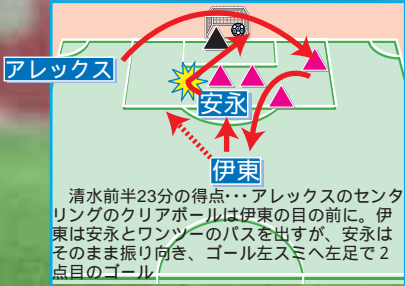 アレックス
安永
伊東
清水前半23分の得点･･･アレックスのセンタ
リングのクリアボールは伊東の目の前に。伊
東は安永とワンツーのパスを出すが、安永は
そのまま振り向き、ゴール左スミへ左足で2
点目のゴール